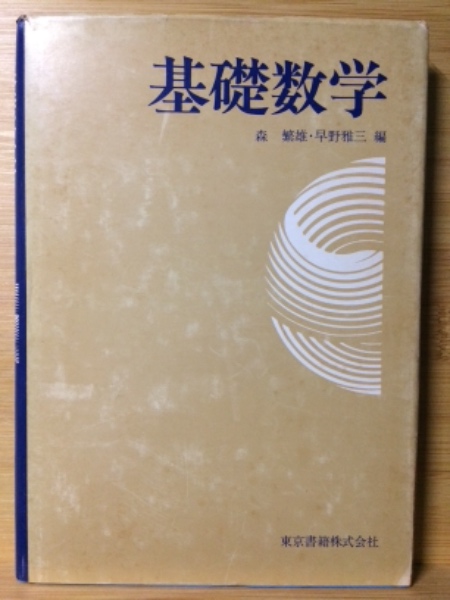 基礎数学
森 繁雄・早野雅三 編
東京書籍株式会社